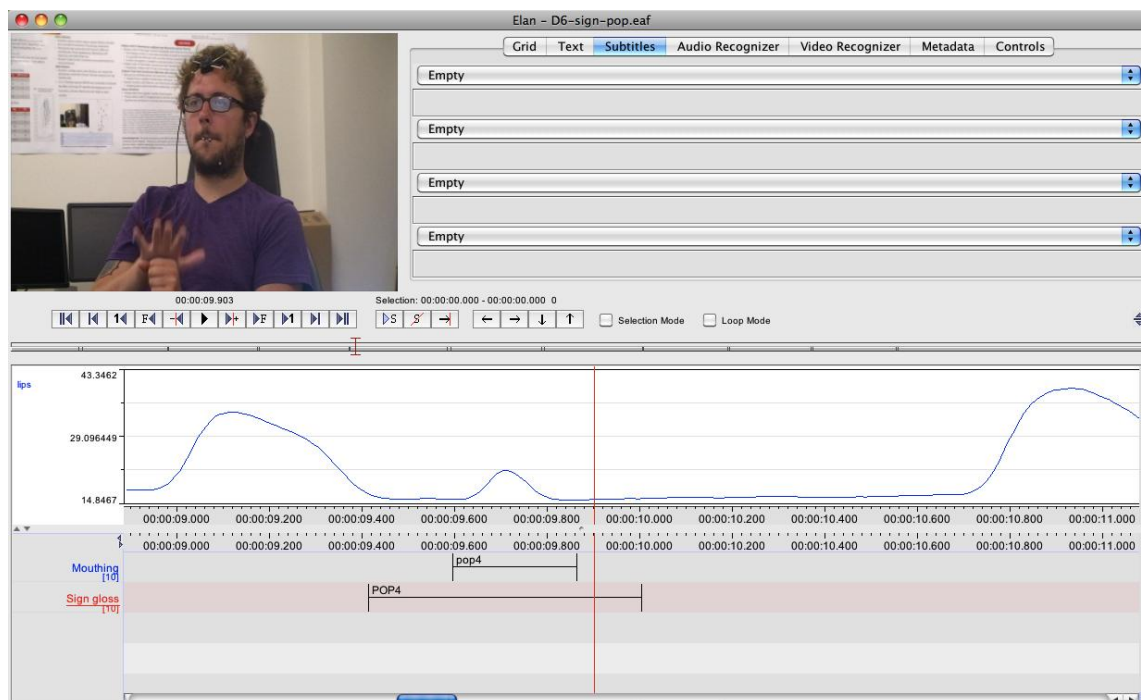 Elan – D6-sign-pop.eaf
Grid Text Subtitles Audio Recognizer Video Recognizer Metadata Controls
Empty
Empty
Empty
Empty
00:00:09.903
Selection: 00:00:00.000 - 00:00:00.000 0
1 F + F 1 S S Selection Mode Loop Mode
43.3462
lips
29.096449
14.8467
00:00:09.000 00:00:09.200 00:00:09.400 00:00:09.600 00:00:09.800 00:00:10.000 00:00:10.200 00:00:10.400 00:00:10.600 00:00:10.800 00:00:11.000
00:00:09.000 00:00:09.200 00:00:09.400 00:00:09.600 00:00:09.800 00:00:10.000 00:00:10.200 00:00:10.400 00:00:10.600 00:00:10.800 00:00:11.000
pop4
Mouthing
[10]
POP4
Sign gloss
[10]